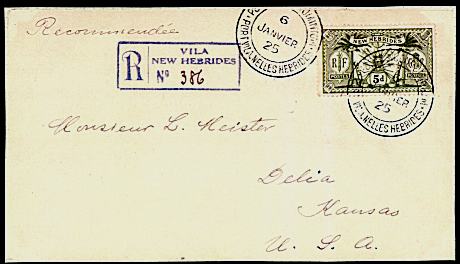 Recommandée
R
VILA
NEW HEBRIDES
Nº 386
6
JANVIER
25
PORT VILA NELLES HEBRIDES
NEW HEBRIDES
R F
POSTES
5d
25
NELLES HEBRIDES
Monsieur L. Meister
Delia
Kansas
U. S. A.